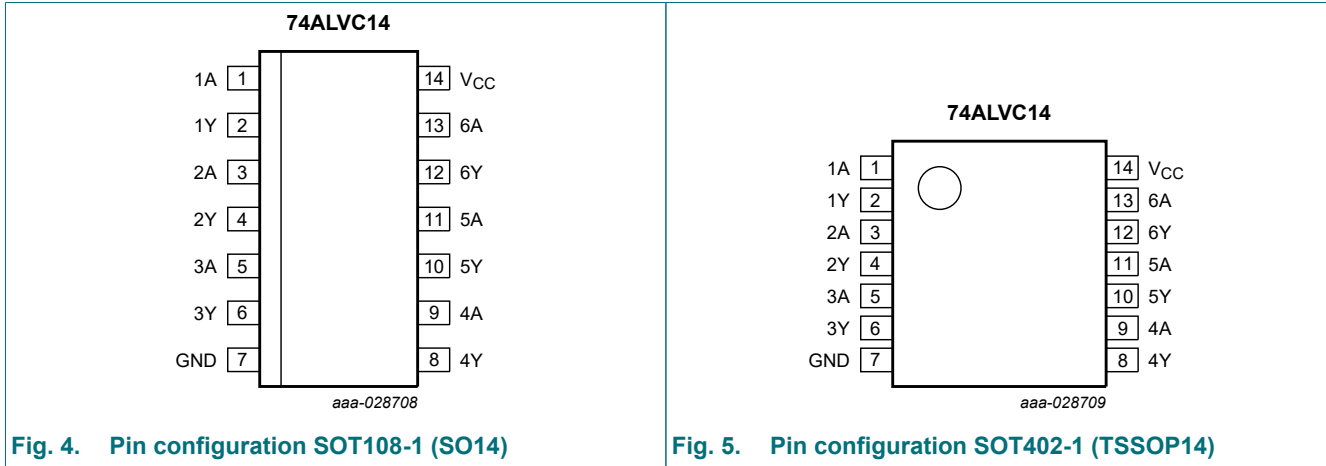 74ALVC14
1A 1 14 VCC
1Y 2 13 6A
2A 3 12 6Y
2Y 4 11 5A
3A 5 10 5Y
3Y 6 9 4A
GND 7 8 4Y
aaa-028708
Fig. 4. Pin configuration SOT108-1 (SO14)
74ALVC14
1A 1 14 VCC
1Y 2 13 6A
2A 3 12 6Y
2Y 4 11 5A
3A 5 10 5Y
3Y 6 9 4A
GND 7 8 4Y
aaa-028709
Fig. 5. Pin configuration SOT402-1 (TSSOP14)